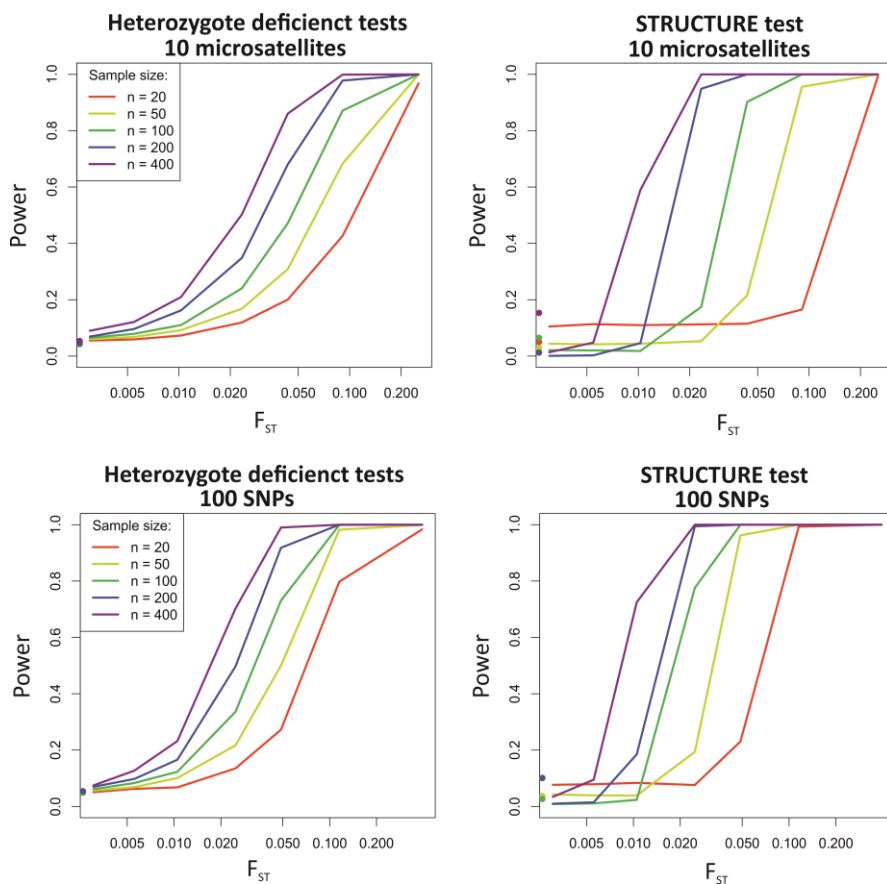 Heterozygote deficienct tests
10 microsatellites
Sample size:
n = 20
n = 50
n = 100
n = 200
n = 400
Power
0.0
0.2
0.4
0.6
0.8
1.0
0.005
0.010
0.020
0.050
0.100
0.200
FST
STRUCTURE test
10 microsatellites
Power
0.0
0.2
0.4
0.6
0.8
1.0
0.005
0.010
0.020
0.050
0.100
0.200
FST
Heterozygote deficienct tests
100 SNPs
Sample size:
n = 20
n = 50
n = 100
n = 200
n = 400
Power
0.0
0.2
0.4
0.6
0.8
1.0
0.005
0.010
0.020
0.050
0.100
0.200
FST
STRUCTURE test
100 SNPs
Power
0.0
0.2
0.4
0.6
0.8
1.0
0.005
0.010
0.020
0.050
0.100
0.200
FST